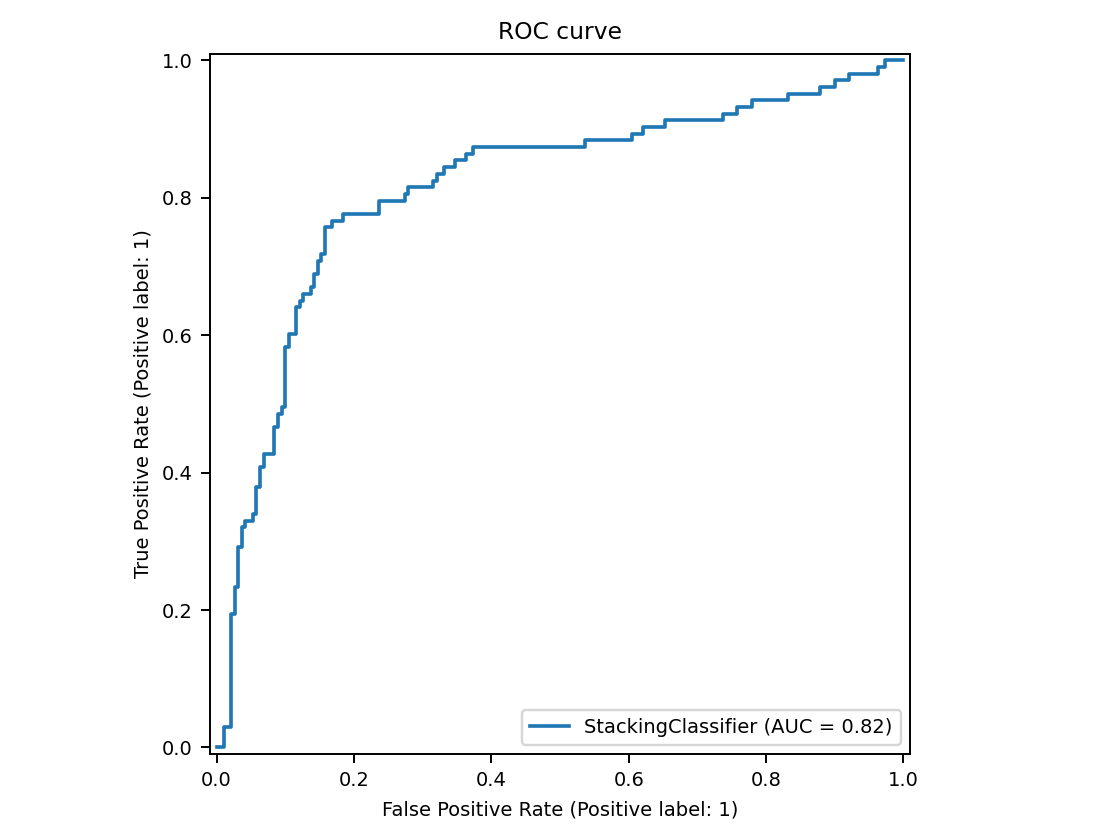 ROC curve
True Positive Rate (Positive label: 1)
1.0
0.8
0.6
0.4
0.2
0.0
StackingClassifier (AUC = 0.82)
0.0 0.2 0.4 0.6 0.8 1.0
False Positive Rate (Positive label: 1)